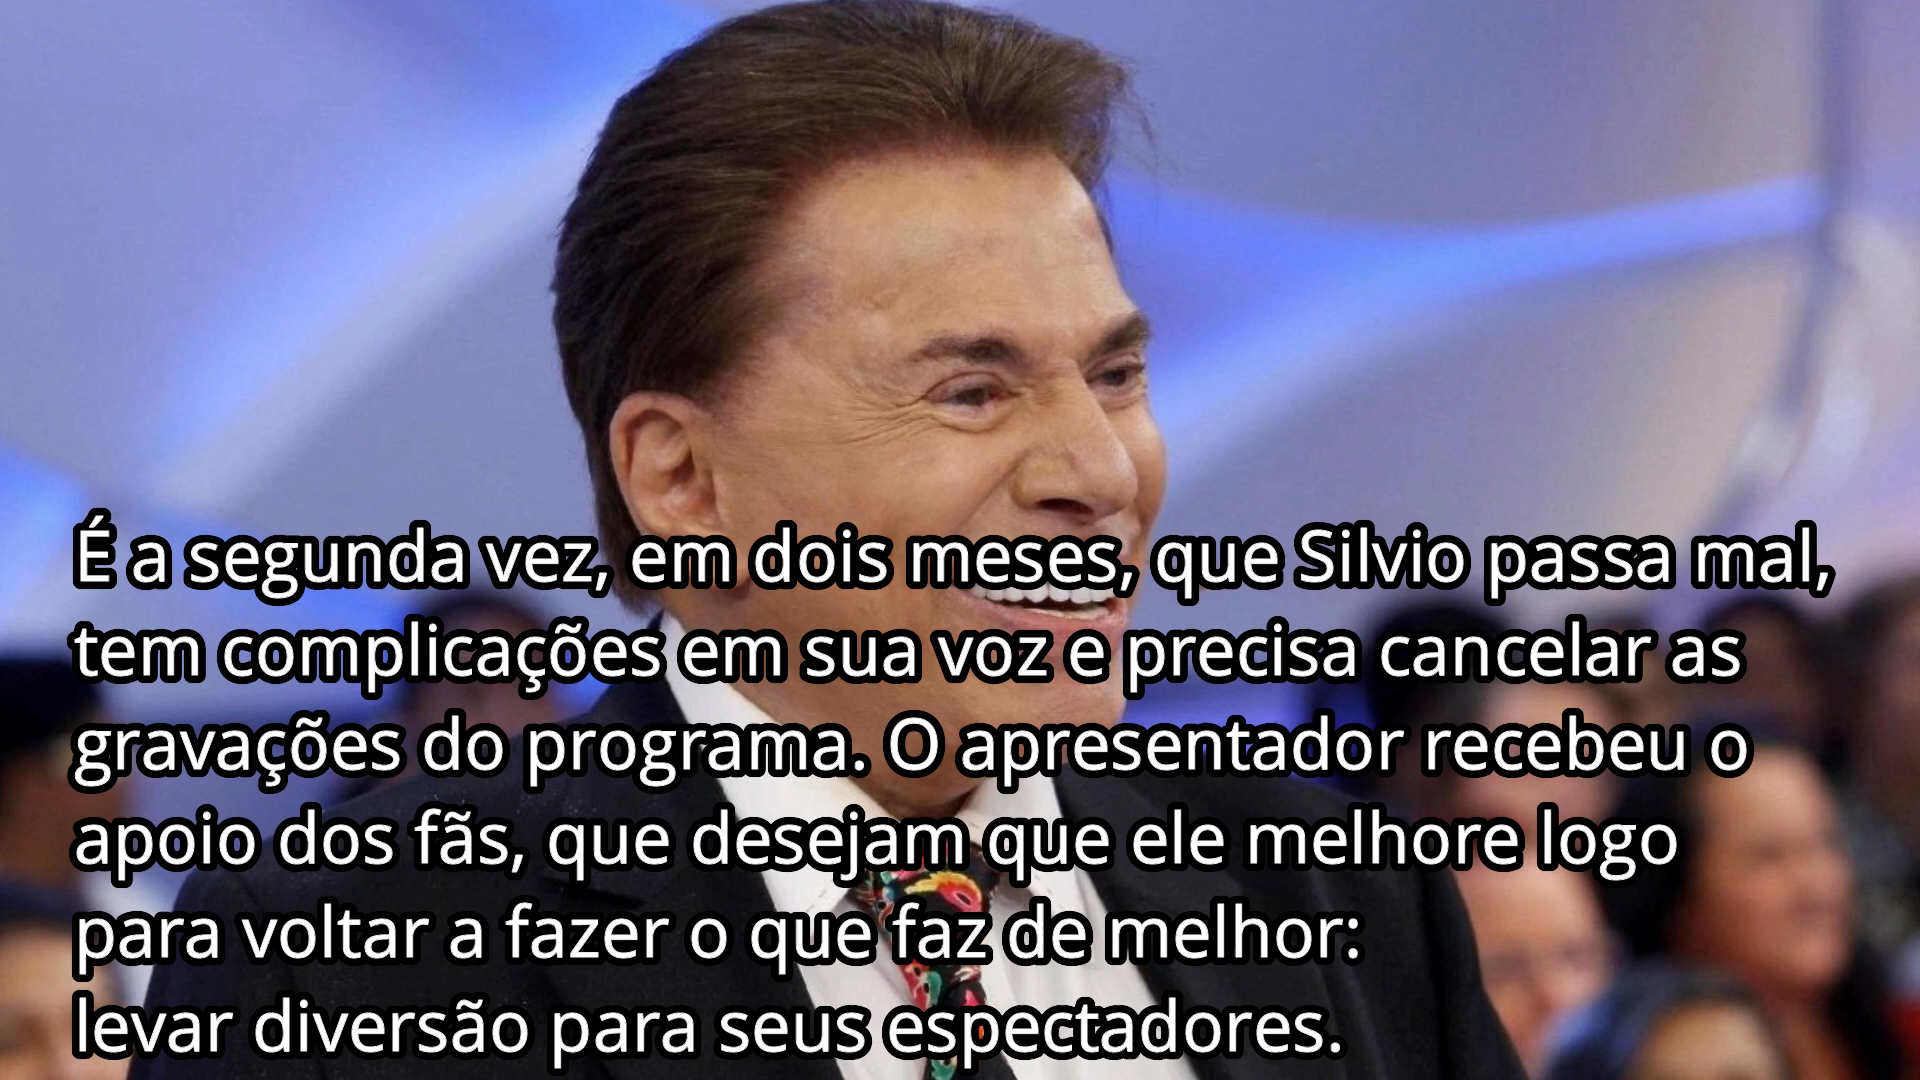 É a segunda vez, em dois meses, que Silvio passa mal,
tem complicações em sua voz e precisa cancelar as
gravações do programa. O apresentador recebeu o
apoio dos fãs, que desejam que ele melhore logo
para voltar a fazer o que faz de melhor:
levar diversão para seus espectadores.